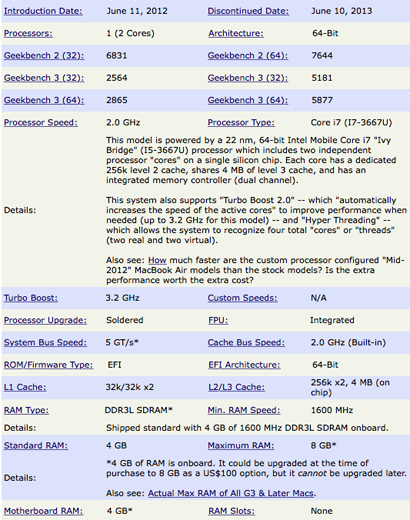 Introduction Date: June 11, 2012 Discontinued Date: June 10, 2013
Processors: 1 (2 Cores) Architecture: 64-Bit
Geekbench 2 (32): 6831 Geekbench 2 (64): 7644
Geekbench 3 (32): 2564 Geekbench 3 (32): 5181
Geekbench 3 (64): 2865 Geekbench 3 (64): 5877
Processor Speed: 2.0 GHz Processor Type: Core i7 (I7-3667U)
This model is powered by a 22 nm, 64-bit Intel Mobile Core i7 "Ivy
Bridge" (I5-3667U) processor which includes two independent
processor "cores" on a single silicon chip. Each core has a dedicated
256k level 2 cache, shares 4 MB of level 3 cache, and has an
integrated memory controller (dual channel).
Details:
This system also supports "Turbo Boost 2.0" -- which "automatically
increases the speed of the active cores" to improve performance when
needed (up to 3.2 GHz for this model) -- and "Hyper Threading" --
which allows the system to recognize four total "cores" or "threads"
(two real and two virtual).
Also see: How much faster are the custom processor configured "Mid-
2012" MacBook Air models than the stock models? Is the extra
performance worth the extra cost?
Turbo Boost: 3.2 GHz Custom Speeds: N/A
Processor Upgrade: Soldered FPU: Integrated
System Bus Speed: 5 GT/s* Cache Bus Speed: 2.0 GHz (Built-in)
ROM/Firmware Type: EFI EFI Architecture: 64-Bit
L1 Cache: 32k/32k x2 L2/L3 Cache: 256k x2, 4 MB (on
chip)
RAM Type: DDR3L SDRAM* Min. RAM Speed: 1600 MHz
Details: Shipped standard with 4 GB of 1600 MHz DDR3L SDRAM onboard.
Standard RAM: 4 GB Maximum RAM: 8 GB*
*4 GB of RAM is onboard. It could be upgraded at the time of
purchase to 8 GB as a US$100 option, but it cannot be upgraded later.
Details:
Also see: Actual Max RAM of All G3 & Later Macs.
Motherboard RAM: 4 GB* RAM Slots: None